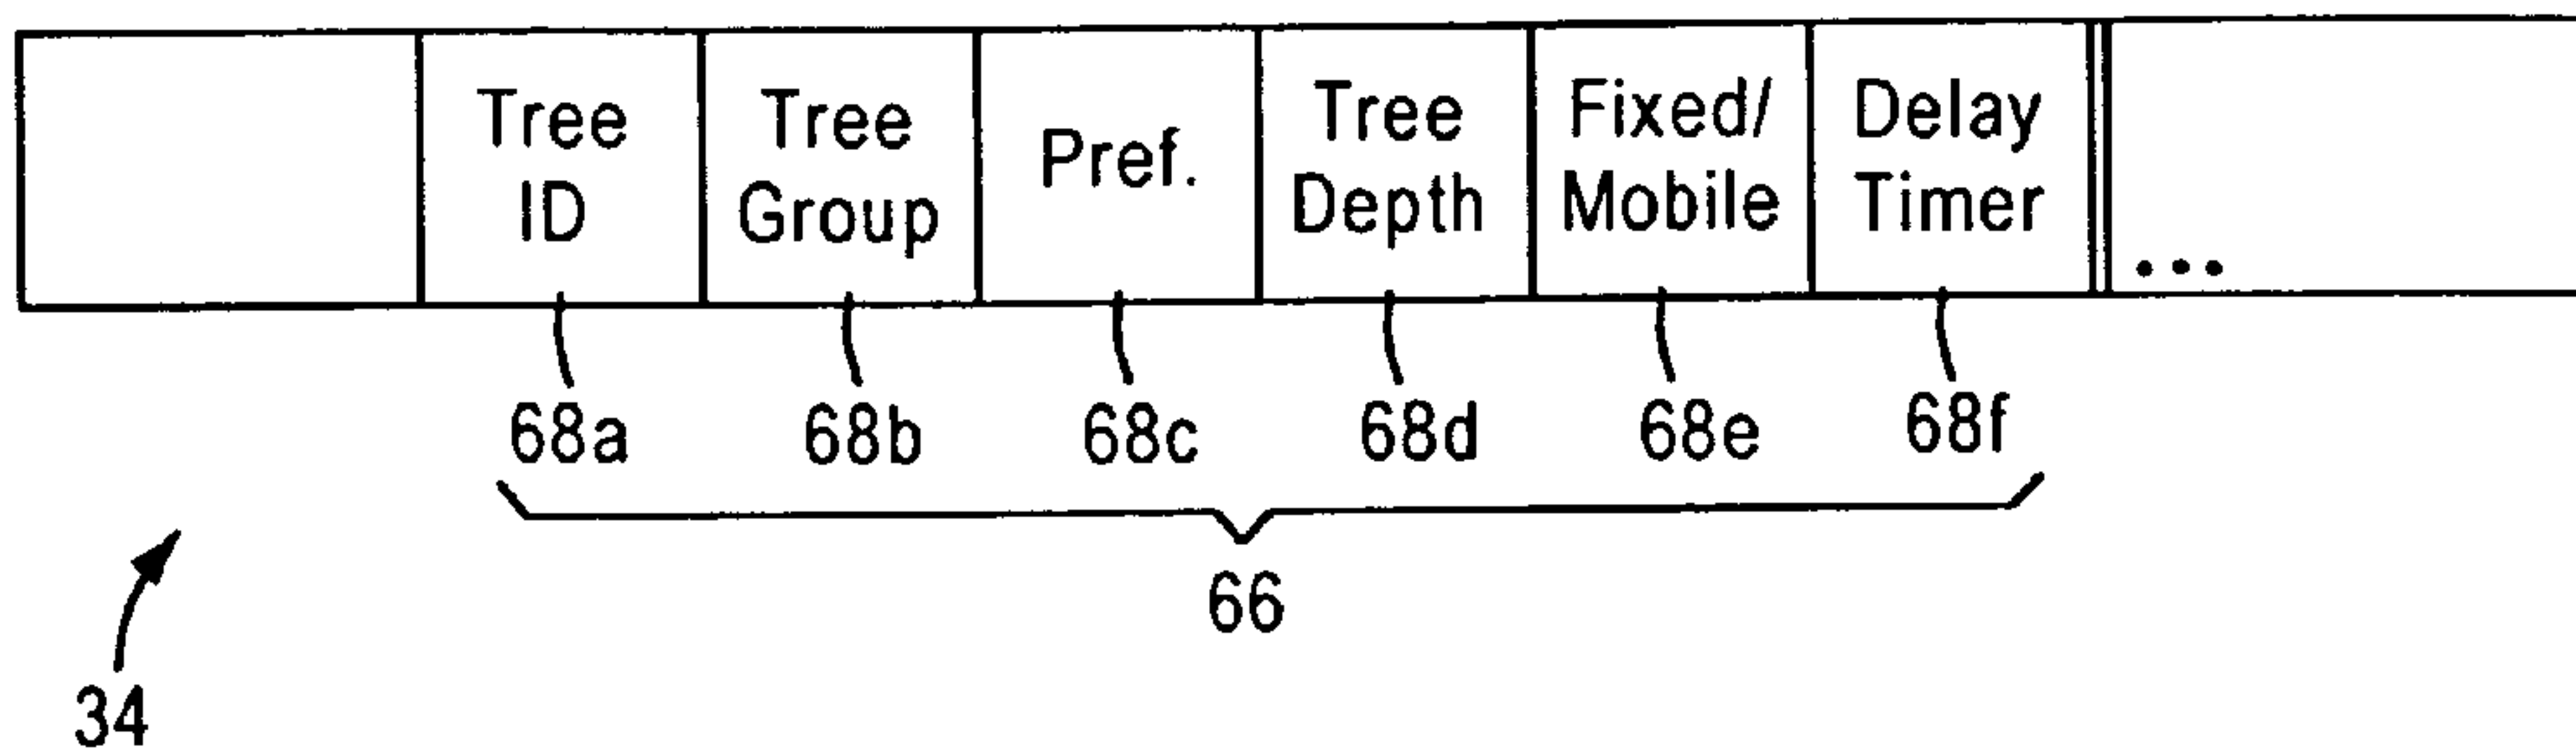 Tree
ID
Tree
Group
Pref.
Tree
Depth
Fixed/
Mobile
Delay
Timer
...
68a 68b 68c 68d 68e 68f
66
34